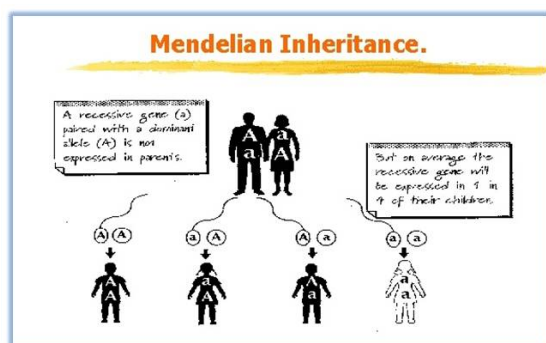 Mendelian Inheritance.
A recessive gene (a)
paired with a dominant
allele (A) is not
expressed in parents.
A
a
a
A
But on average the
recessive gene will
be expressed in 1 in
4 of their children.
A A
a A
A a
a a
A
A
a
A
A
a
a
a